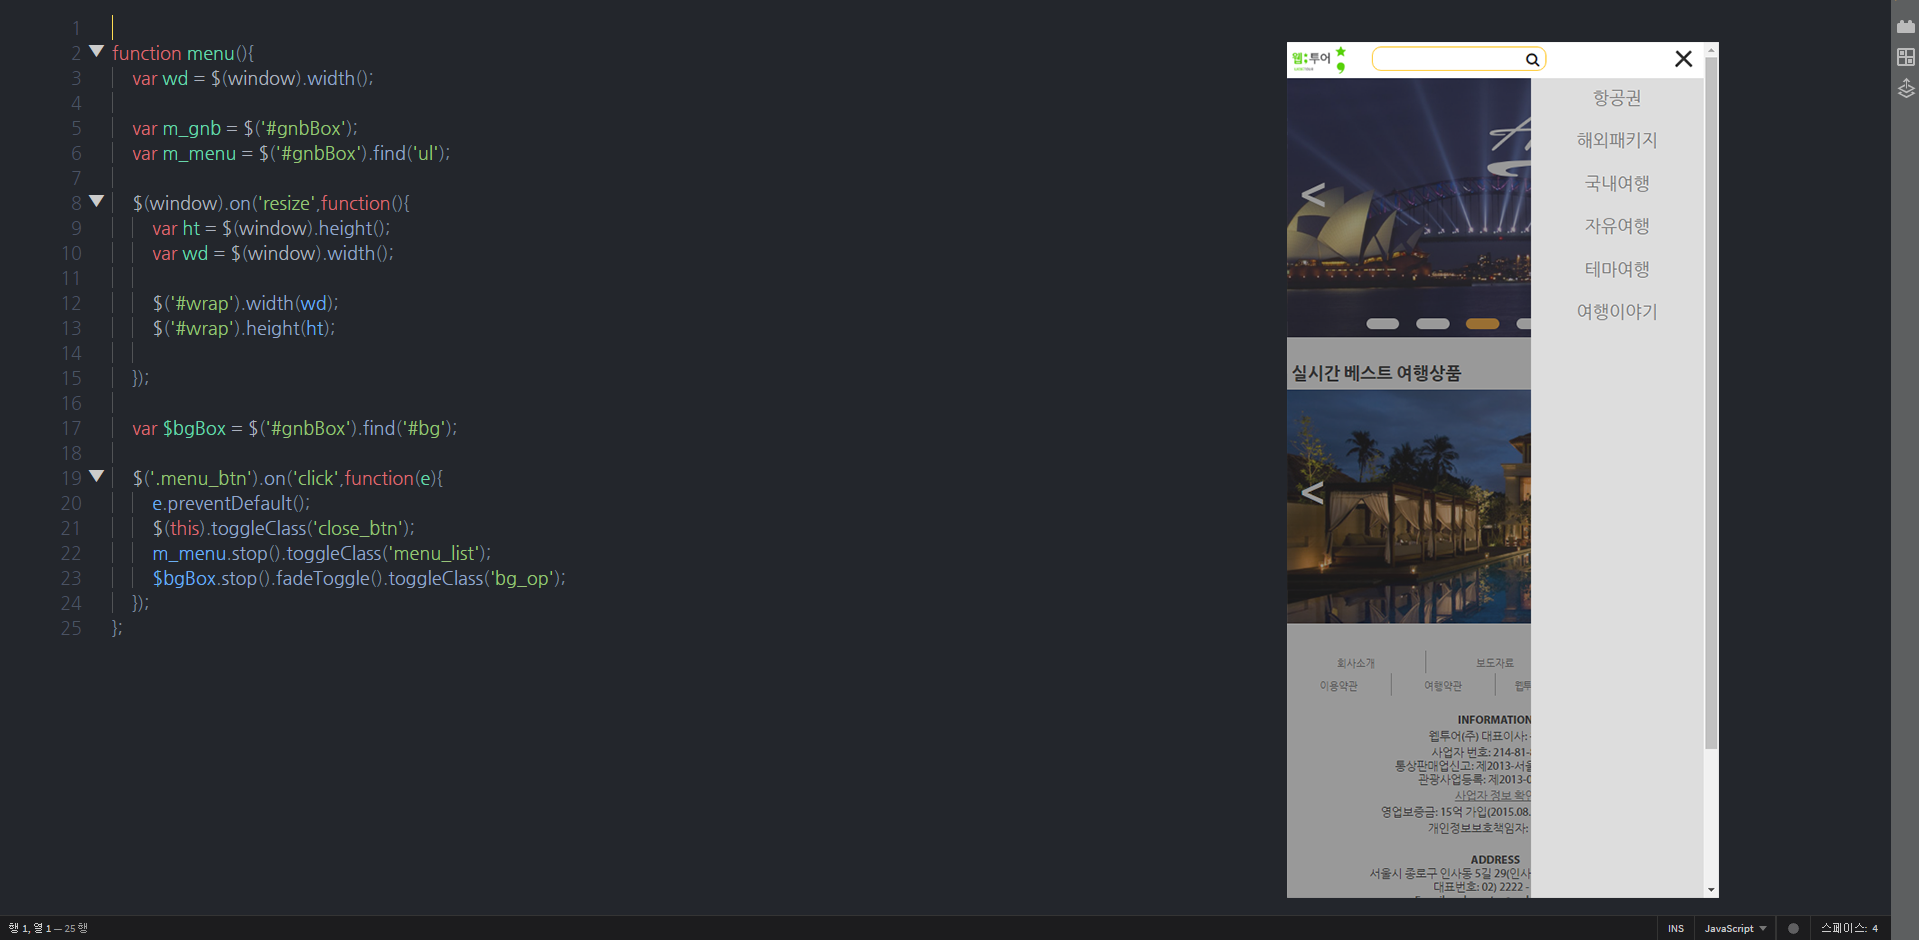 1
2 function menu(){
3 var wd = $(window).width();
4
5 var m_gnb = $('#gnbBox');
6 var m_menu = $('#gnbBox').find('ul');
7
8 $(window).on('resize',function(){
9 var ht = $(window).height();
10 var wd = $(window).width();
11
12 $('#wrap').width(wd);
13 $('#wrap').height(ht);
14
15 });
16
17 var $bgBox = $('#gnbBox').find('#bg');
18
19 $('.menu_btn').on('click',function(e){
20 e.preventDefault();
21 $(this).toggleClass('close_btn');
22 m_menu.stop().toggleClass('menu_list');
23 $bgBox.stop().fadeToggle().toggleClass('bg_op');
24 });
25 };
웹투어
항공권
해외패키지
국내여행
자유여행
테마여행
여행이야기
<
실시간 베스트 여행상품
<
회사소개 보도자료
이용약관 여행약관 웹투
INFORMATION
웹투어(주) 대표이사:
사업자 번호: 214-81-
통상판매업신고: 제2013-서울
관광사업등록: 제2013-0
사업자 정보 확인
영업보증금: 15억 가입(2015.08.
개인정보보호책임자:
ADDRESS
서울시 종로구 인사동 5길 29(인사
대표번호: 02) 2222 -
행 1, 열 1 — 25 행 INS JavaScript 스페이스: 4